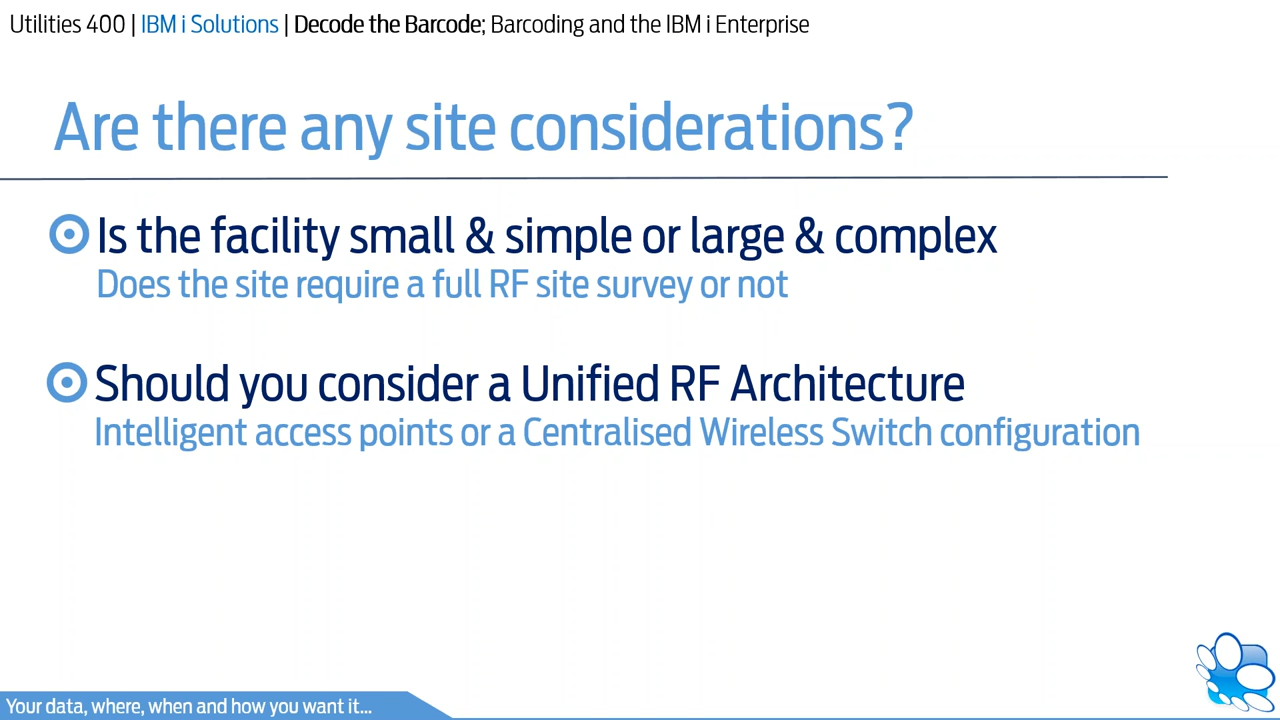 Utilities 400 | IBM i Solutions | Decode the Barcode; Barcoding and the IBM i Enterprise
Are there any site considerations?
Is the facility small & simple or large & complex
Does the site require a full RF site survey or not
Should you consider a Unified RF Architecture
Intelligent access points or a Centralised Wireless Switch configuration
Your data, where, when and how you want it...